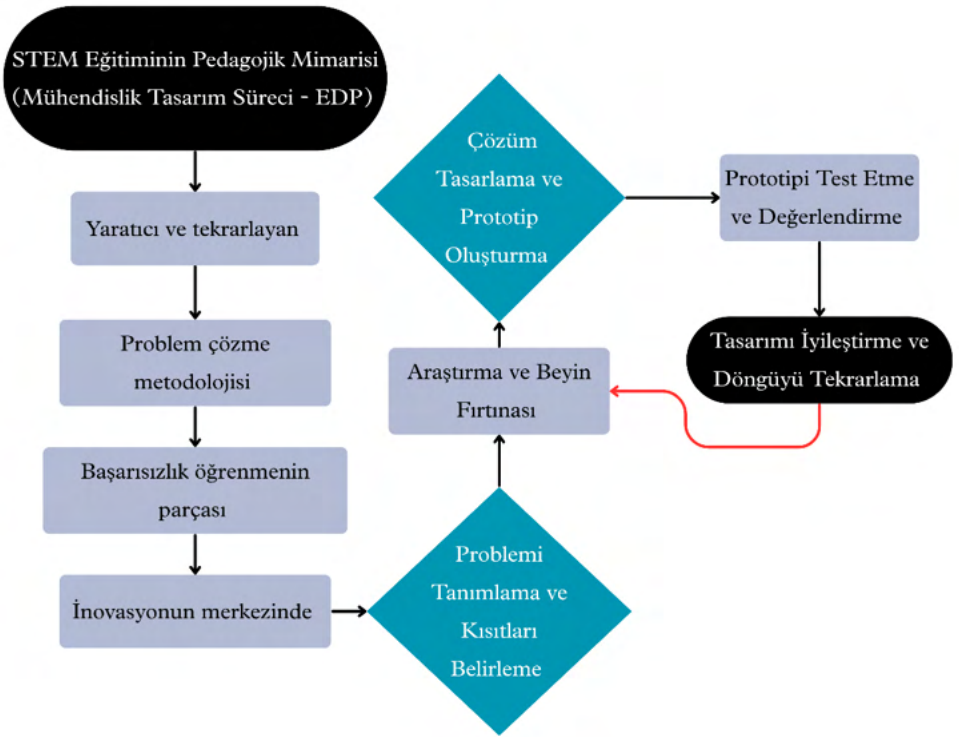 STEM Eğitiminin Pedagojik Mimarisi
(Mühendislik Tasarım Süreci - EDP)
Yaratıcı ve tekrarlayan
Problem çözme
metodolojisi
Başarısızlık öğrenmenin
parçası
İnovasyonun merkezinde
Problemi
Tanımlama ve
Kısıtları
Belirleme
Araştırma ve Beyin
Fırtınası
Çözüm
Tasarlama ve
Prototip
Oluşturma
Prototipi Test Etme
ve Değerlendirme
Tasarımı İyileştirme ve
Döngüyü Tekrarlama